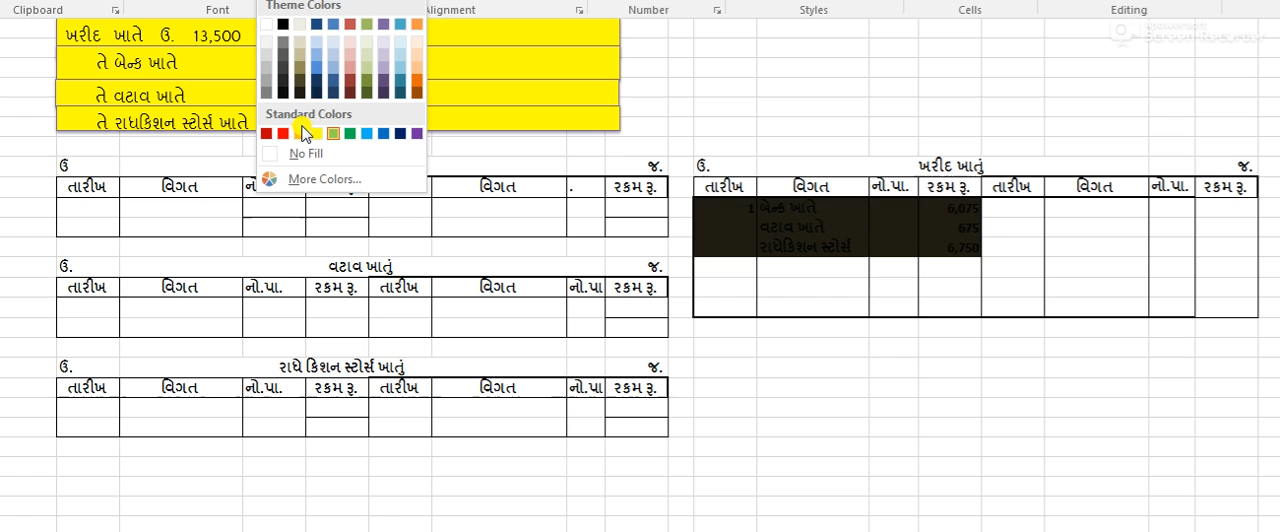 Clipboard Font Alignment Number Styles Cells Editing
Theme Colors
ખરીદ ખાતે ઉ. 13,500
તે બેન્ક ખાતે
તે વટાવ ખાતે
તે રાધકિશન સ્ટોર્સ ખાતે
Standard Colors
No Fill
More Colors...
ઉ જ.
તારીખ વિગત નો વિગત . રકમ રૂ.
ઉ. વટાવ ખાતું જ.
તારીખ વિગત નો.પા. રકમ રૂ. તારીખ વિગત નો.પા રકમ રૂ.
ઉ. રાધે કિશન સ્ટોર્સ ખાતું જ.
તારીખ વિગત નો.પા. રકમ રૂ. તારીખ વિગત નો.પા રકમ રૂ.
ઉ. ખરીદ ખાતું જ.
તારીખ વિગત નો.પા. રકમ રૂ. તારીખ વિગત નો.પા. રકમ રૂ.
1 બેન્ક ખાતે 6,075
વટાવ ખાતે 675
રાધેકિશન સ્ટોર્સ 6,750
Screen Recorder